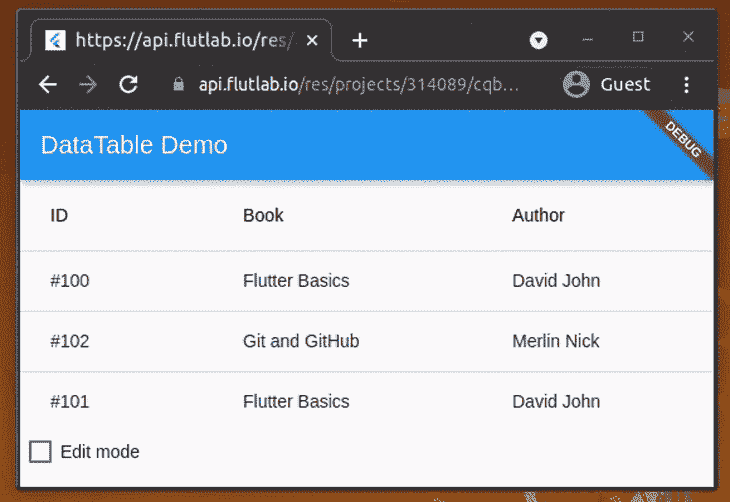 https://api.flutlab.io/res/
api.flutlab.io/res/projects/314089/cqb... Guest
DataTable Demo DEBUG
ID Book Author
#100 Flutter Basics David John
#102 Git and GitHub Merlin Nick
#101 Flutter Basics David John
Edit mode